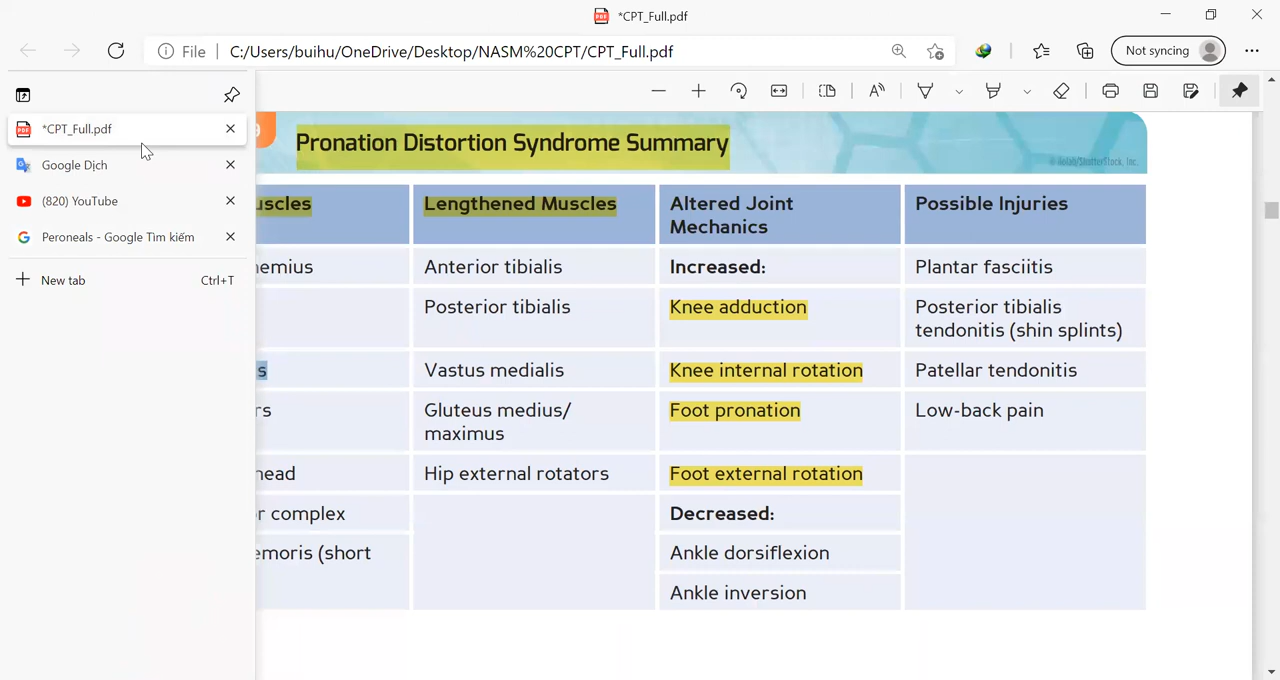 *CPT_Full.pdf
File
C:/Users/buihu/OneDrive/Desktop/NASM%20CPT/CPT_Full.pdf
Not syncing
*CPT_Full.pdf
Google Dịch
(820) YouTube
Peroneals - Google Tìm kiếm
New tab
Ctrl+T
Pronation Distortion Syndrome Summary
uscles
Lengthened Muscles
Altered Joint
Mechanics
Possible Injuries
nemius
Anterior tibialis
Increased:
Plantar fasciitis
Posterior tibialis
Knee adduction
Posterior tibialis
tendonitis (shin splints)
s
Vastus medialis
Knee internal rotation
Patellar tendonitis
rs
Gluteus medius/
maximus
Foot pronation
Low-back pain
head
Hip external rotators
Foot external rotation
r complex
Decreased:
emoris (short
Ankle dorsiflexion
Ankle inversion